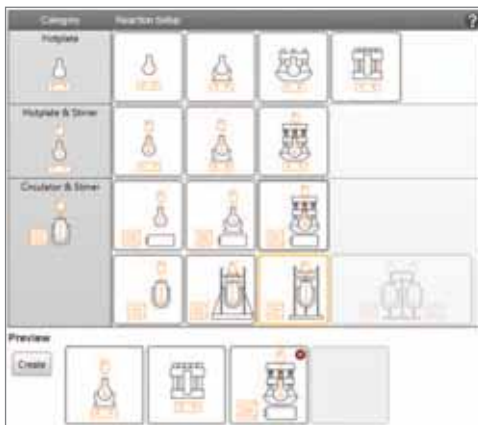 Category
Reaction Setup
?
Hotplate
Hotplate & Stirrer
Circulator & Stirrer
Preview
Create